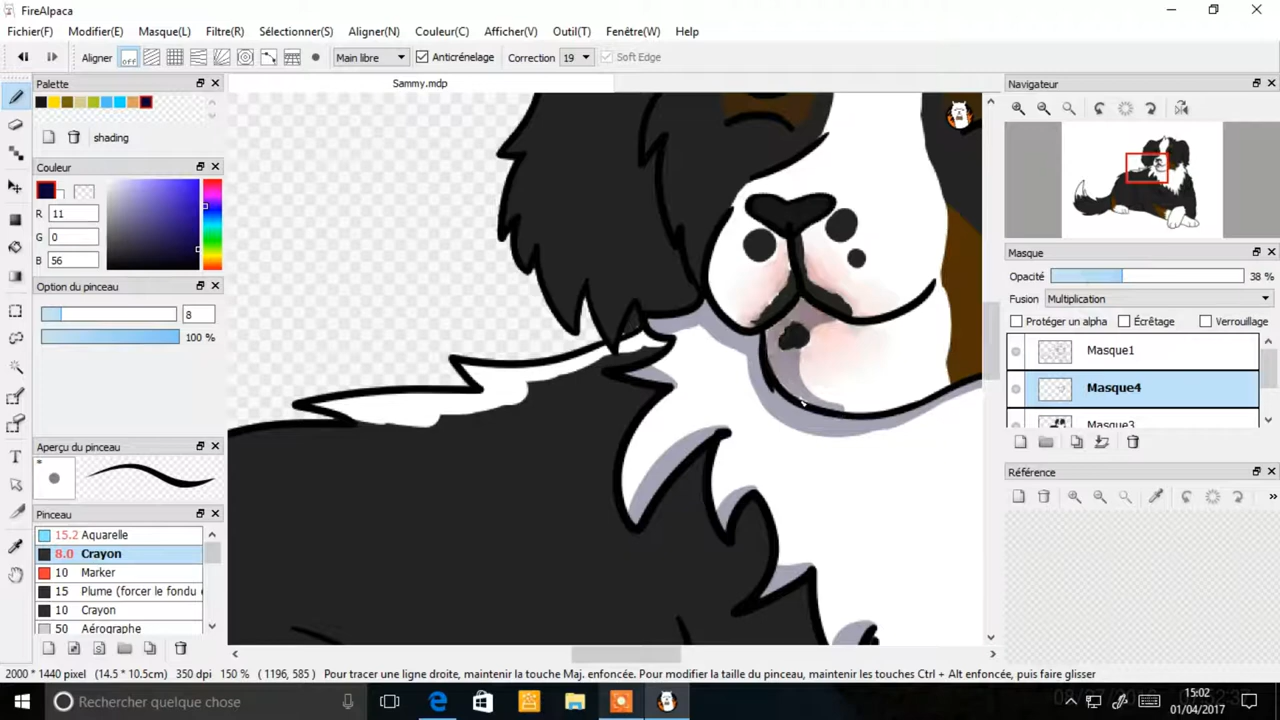 FireAlpaca
Fichier(F) Modifier(E) Masque(L) Filtre(R) Sélectionner(S) Aligner(N) Couleur(C) Afficher(V) Outil(T) Fenêtre(W) Help
Aligner off Main libre Anticrénelage Correction 19 Soft Edge
Palette
Sammy.mdp
Navigateur
shading
Couleur
R 11
G 0
B 56
Masque
Opacité 38 %
Option du pinceau
Fusion Multiplication
8
Protéger un alpha Écrêtage Verrouillage
100 %
Masque1
Masque4
Masque3
Aperçu du pinceau
Référence
Pinceau
15.2 Aquarelle
8.0 Crayon
10 Marker
15 Plume (forcer le fondu
10 Crayon
50 Aérographe
2000 * 1440 pixel (14.5 * 10.5cm) 350 dpi 150 % ( 1196, 585 ) Pour tracer une ligne droite, maintenir la touche Maj. enfoncée. Pour modifier la taille du pinceau, maintenir les touches Ctrl + Alt enfoncée, puis faire glisser
Rechercher quelque chose
15:02
01/04/2017